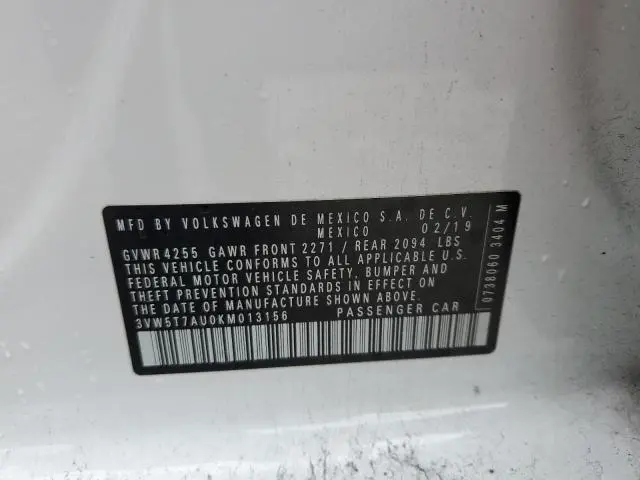 MFD BY VOLKSWAGEN DE MEXICO S.A. DE C.V.
MEXICO 02/19
GVWR 4255 GAWR FRONT 2271 / REAR 2094 LBS
THIS VEHICLE CONFORMS TO ALL APPLICABLE U.S.
FEDERAL MOTOR VEHICLE SAFETY, BUMPER AND
THEFT PREVENTION STANDARDS IN EFFECT ON
THE DATE OF MANUFACTURE SHOWN ABOVE.
3VW5T7AU0KM013156 PASSENGER CAR
0738060 3404 M